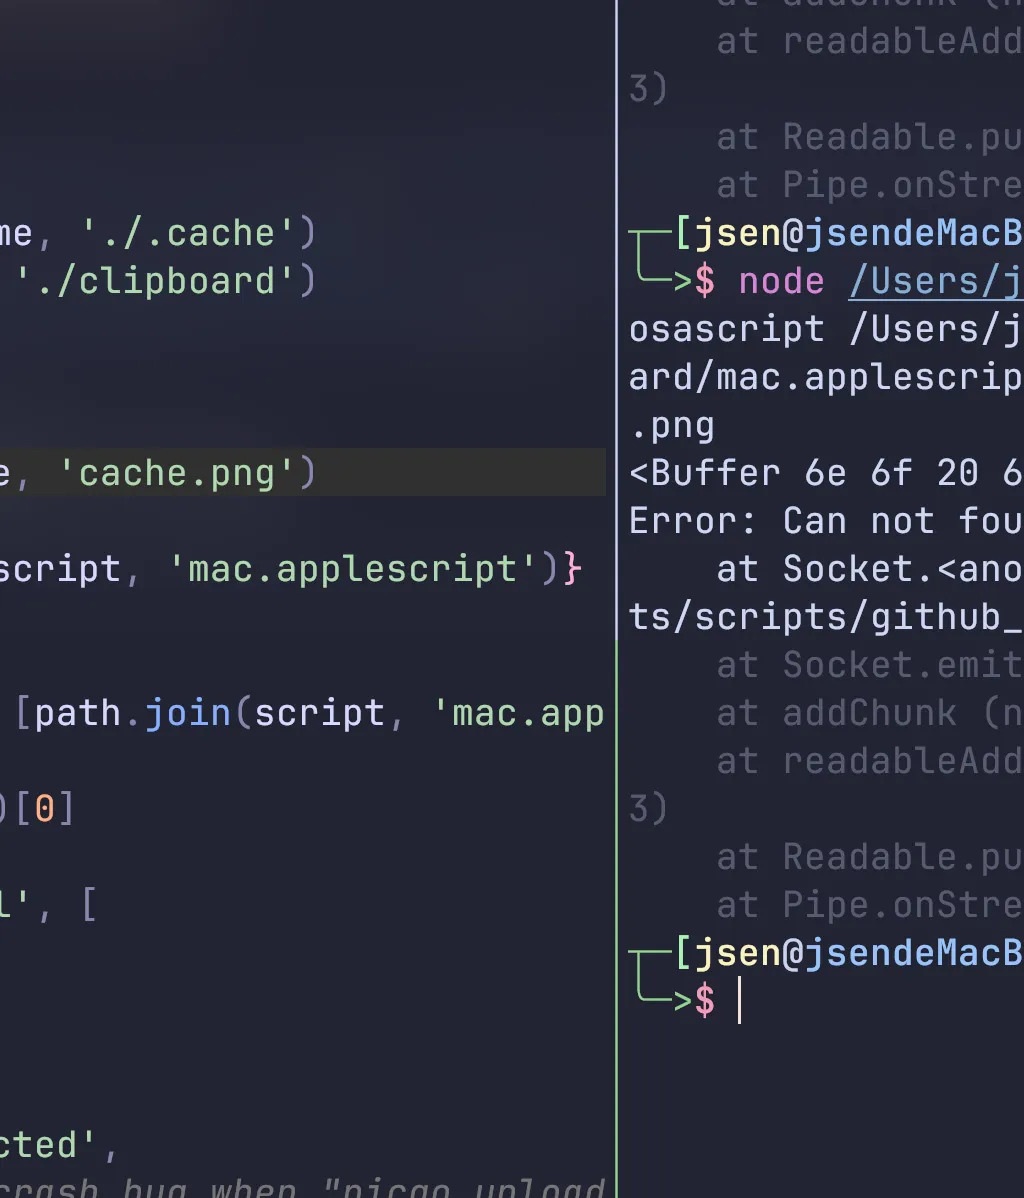 me, './.cache')
'./clipboard')
e, 'cache.png')
script, 'mac.applescript')}
[path.join(script, 'mac.app
)[0]
l', [
cted',
crash bug when "picgo upload
at addChunk (n
at readableAdd
3)
at Readable.pu
at Pipe.onStre
[jsen@jsendeMacB
>$ node /Users/j
osascript /Users/j
ard/mac.applescrip
.png
<Buffer 6e 6f 20 6
Error: Can not fou
at Socket.<ano
ts/scripts/github_
at Socket.emit
at addChunk (n
at readableAdd
3)
at Readable.pu
at Pipe.onStre
[jsen@jsendeMacB
>$